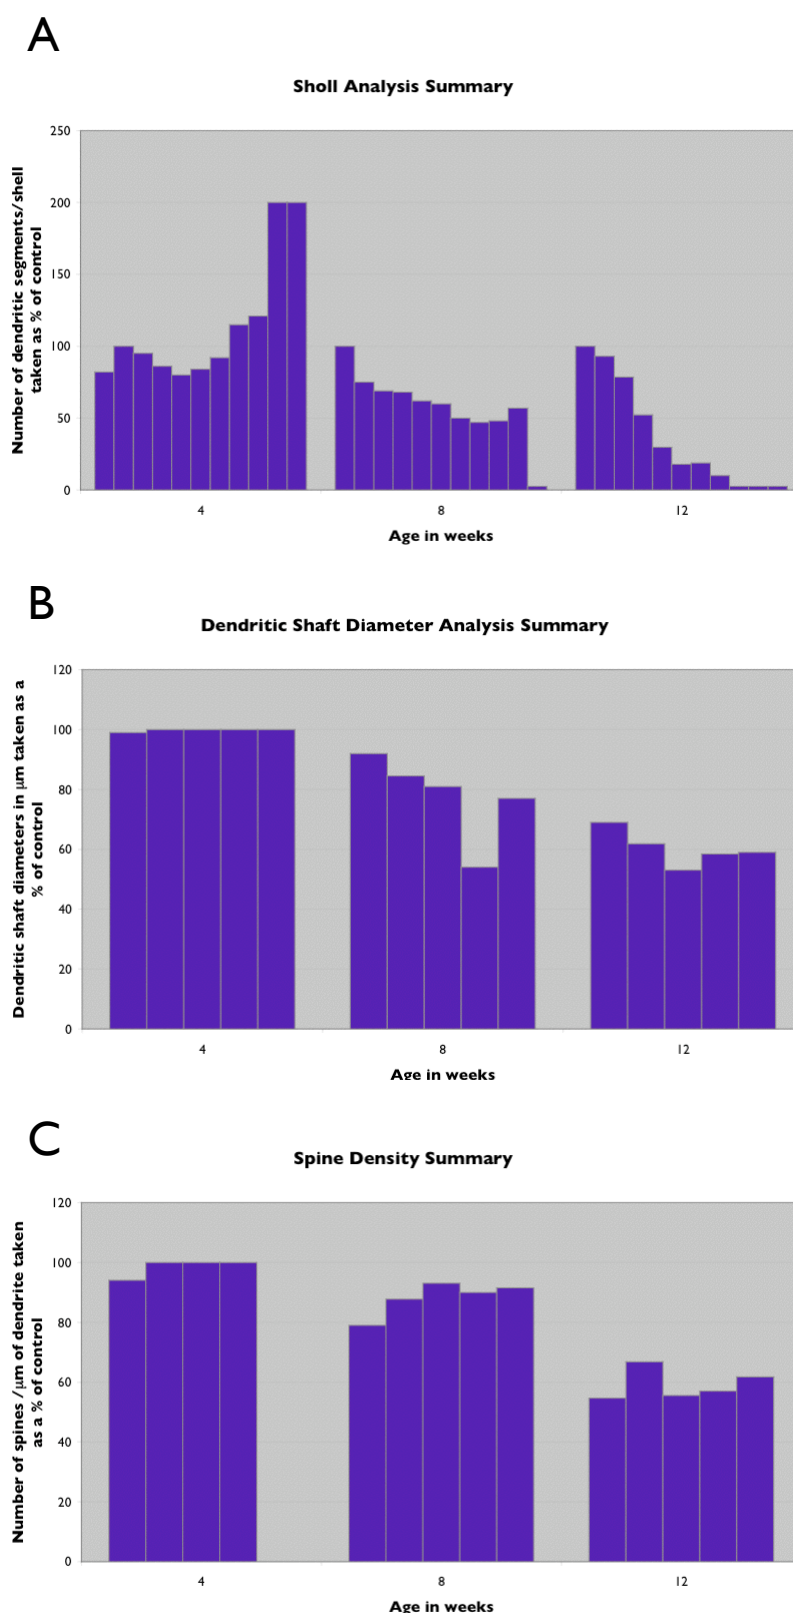 A
Sholl Analysis Summary
Number of dendritic segments/shell
taken as % of control
250
200
150
100
50
0
4
8
12
Age in weeks
B
Dendritic Shaft Diameter Analysis Summary
Dendritic shaft diameters in μm taken as a
% of control
120
100
80
60
40
20
0
4
8
12
Age in weeks
C
Spine Density Summary
Number of spines /μm of dendrite taken
as a % of control
120
100
80
60
40
20
0
4
8
12
Age in weeks